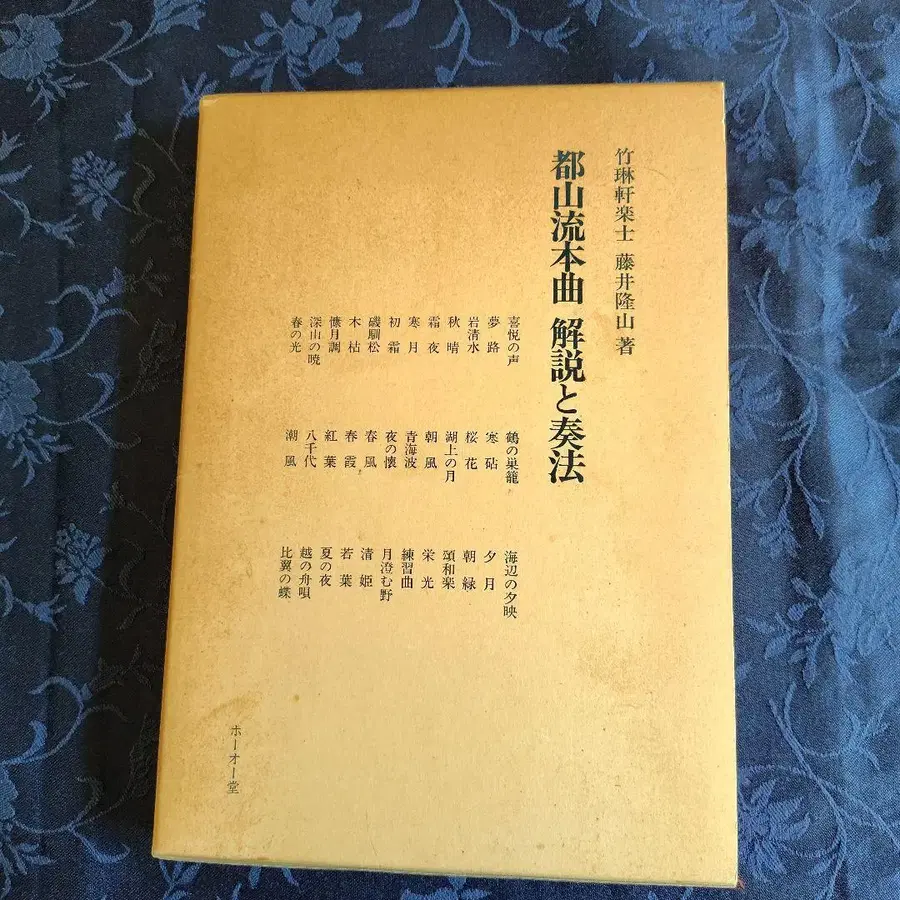 竹琳軒楽士 藤井隆山 著
都山流本曲 解説と奏法
喜悦の声
夢路
岩清水
秋晴
霜夜
寒月
初霜
磯馴松
木枯
慷月調
深山の暁
春の光
鶴の巣籠
寒砧
桜花
湖上の月
朝風
青海波
夜の懐
春風
春霞
紅葉
八千代
潮風
海辺の夕映
夕月
朝緑
頌和楽
栄光
練習曲
月澄む野
清姫
若葉
夏の夜
越の舟唄
比翼の蝶
ホーオー堂